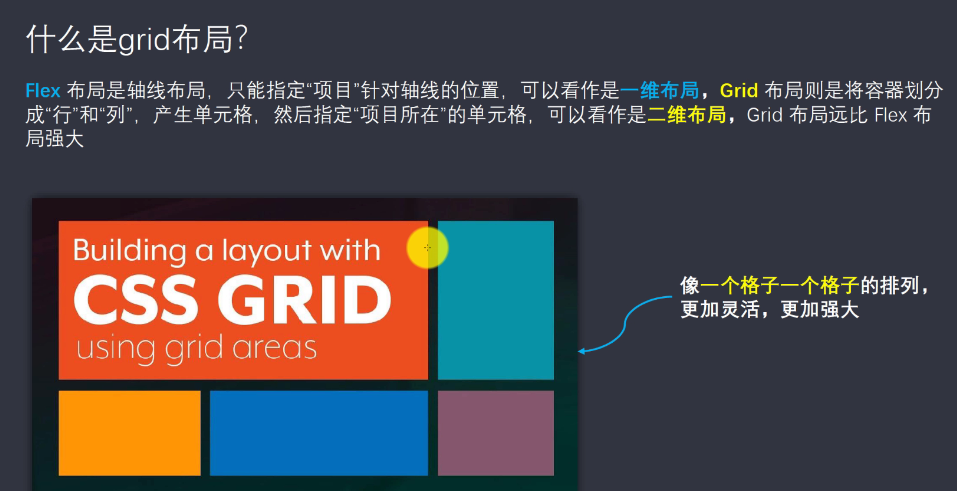 什么是grid布局？
Flex 布局是轴线布局，只能指定“项目”针对轴线的位置，可以看作是一维布局，Grid 布局则是将容器划分
成“行”和“列”，产生单元格，然后指定“项目所在”的单元格，可以看作是二维布局，Grid 布局远比 Flex 布
局强大
Building a layout with
CSS GRID
using grid areas
像一个格子一个格子的排列，
更加灵活，更加强大